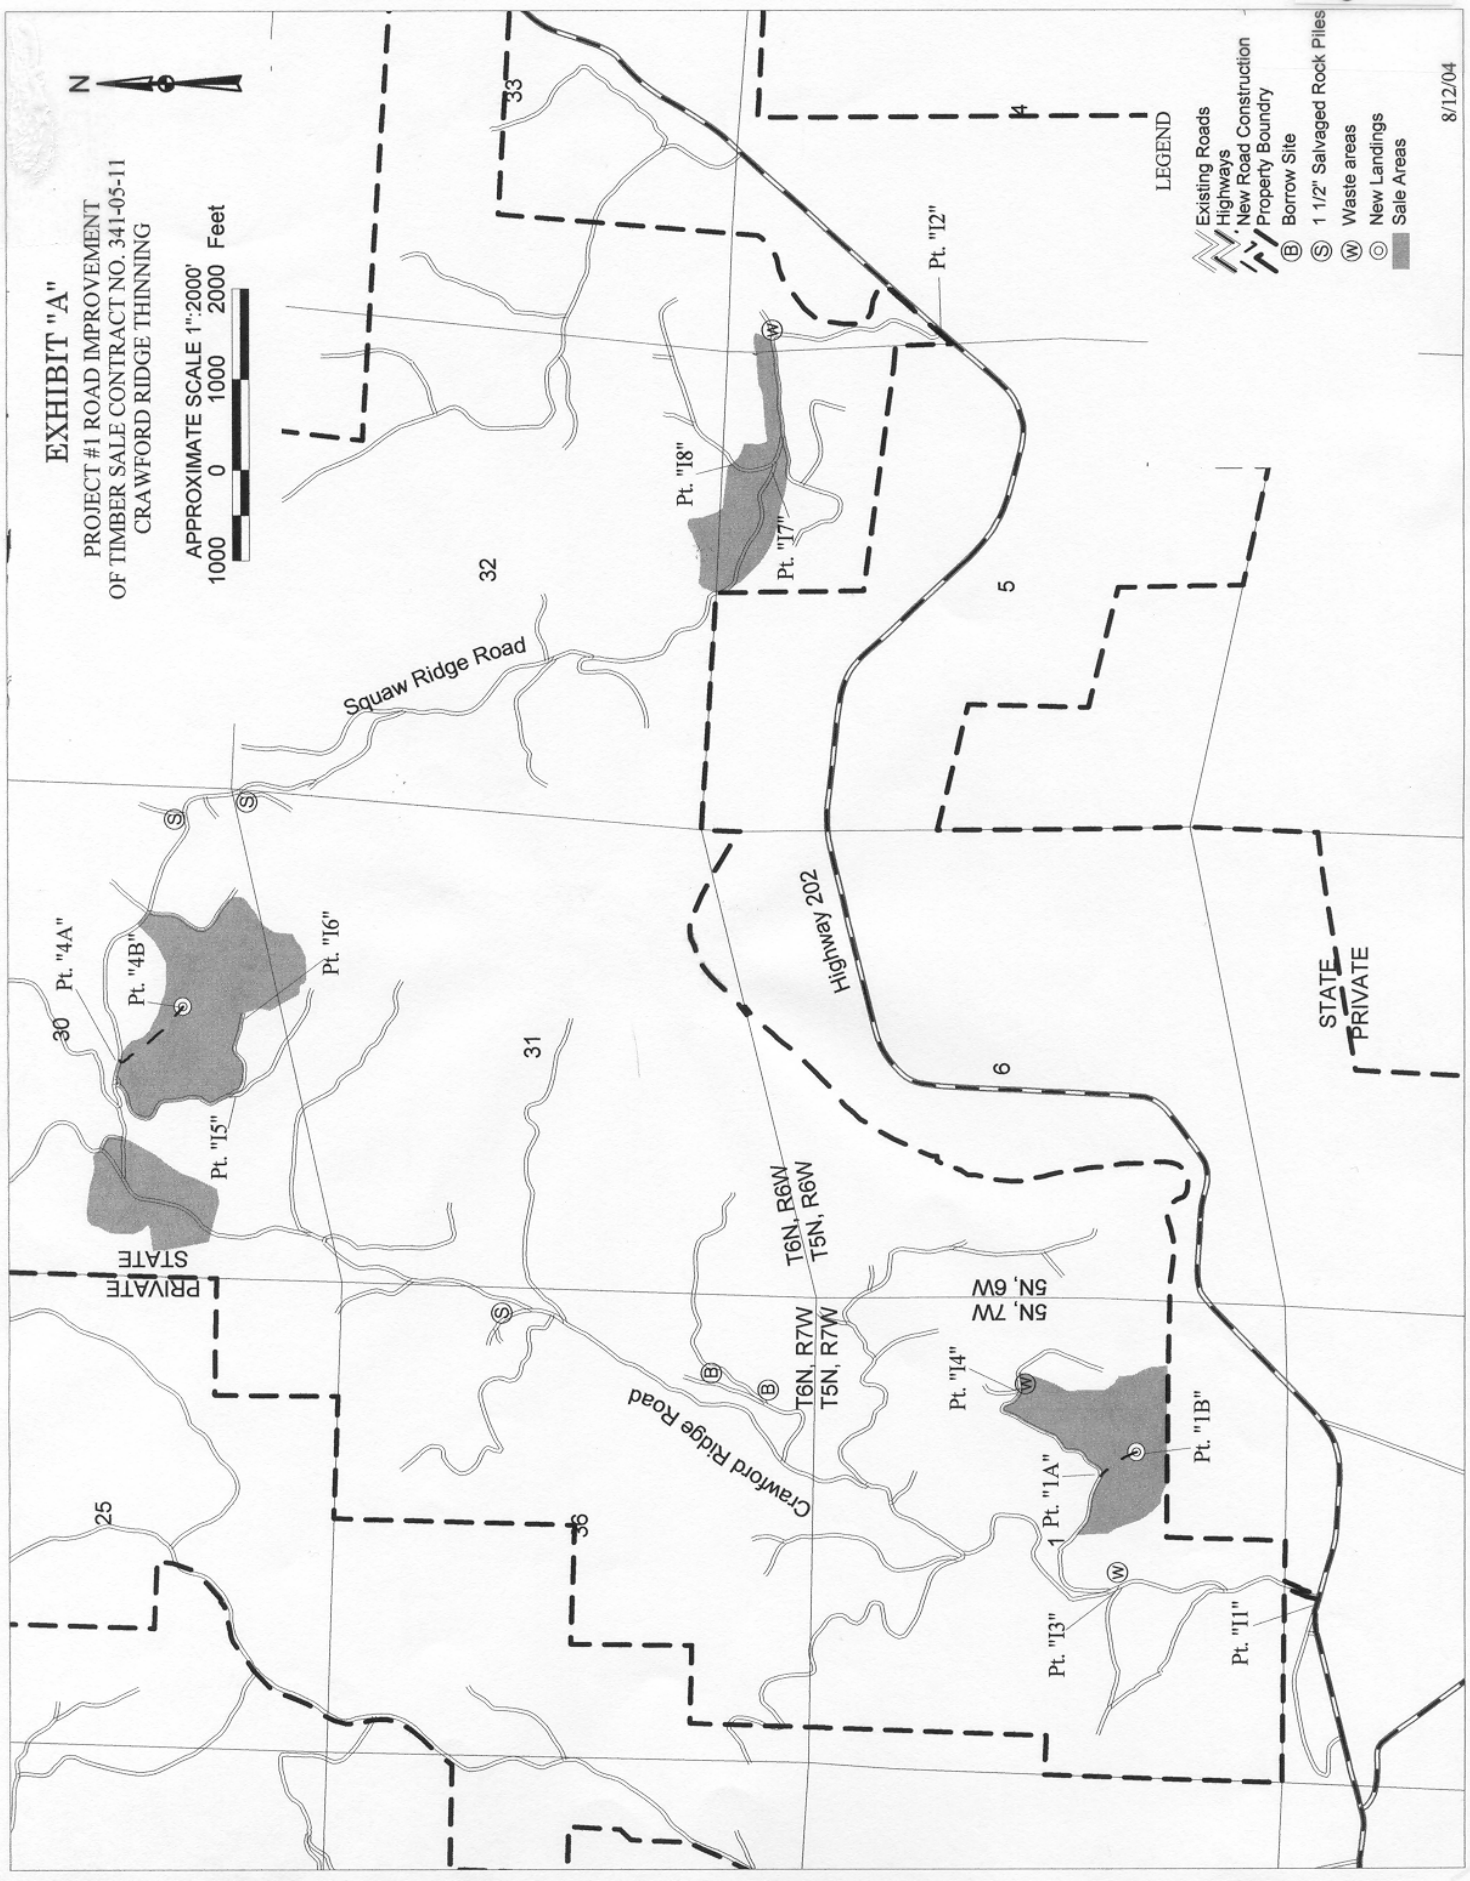 EXHIBIT "A"
PROJECT #1 ROAD IMPROVEMENT
OF TIMBER SALE CONTRACT NO. 341-05-11
CRAWFORD RIDGE THINNING
N
APPROXIMATE SCALE 1":2000'
1000 0 1000 2000 Feet
25
PRIVATE
STATE
30
Pt. "4A"
Pt. "4B"
Pt. "I5"
Pt. "I6"
S
S
32
33
Squaw Ridge Road
36
31
S
Crawford Ridge Road
B
B
Pt. "I8"
Pt. "I7"
W
T6N, R7W
T5N, R7W
T6N, R6W
T5N, R6W
Highway 202
Pt. "I2"
5N, 7W
5N, 6W
Pt. "I4"
W
1
Pt. "1A"
Pt. "1B"
Pt. "I3"
W
Pt. "I1"
6
5
4
STATE
PRIVATE
LEGEND
Existing Roads
Highways
New Road Construction
Property Boundry
B Borrow Site
S 1 1/2" Salvaged Rock Piles
W Waste areas
New Landings
Sale Areas
8/12/04